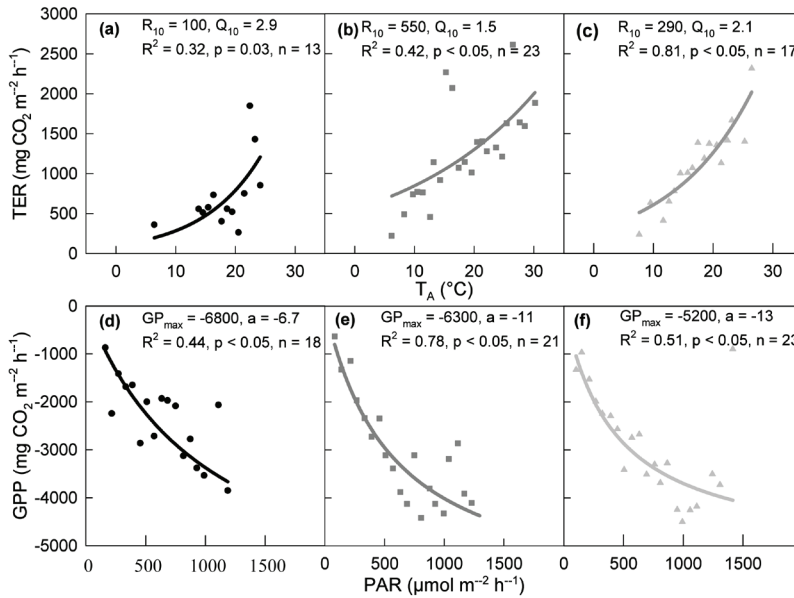 (a) R10 = 100, Q10 = 2.9
R2 = 0.32, p = 0.03, n = 13
(b) R10 = 550, Q10 = 1.5
R2 = 0.42, p < 0.05, n = 23
(c) R10 = 290, Q10 = 2.1
R2 = 0.81, p < 0.05, n = 17
TER (mg CO2 m−2 h−1)
3000
2500
2000
1500
1000
500
0
0 10 20 30 0 10 20 30 0 10 20 30
TA (°C)
(d) GPmax = -6800, a = -6.7
R2 = 0.44, p < 0.05, n = 18
(e) GPmax = -6300, a = -11
R2 = 0.78, p < 0.05, n = 21
(f) GPmax = -5200, a = -13
R2 = 0.51, p < 0.05, n = 23
GPP (mg CO2 m−2 h−1)
0
-1000
-2000
-3000
-4000
-5000
0 500 1000 1500 0 500 1000 1500 0 500 1000 1500
PAR (μmol m−2 h−1)